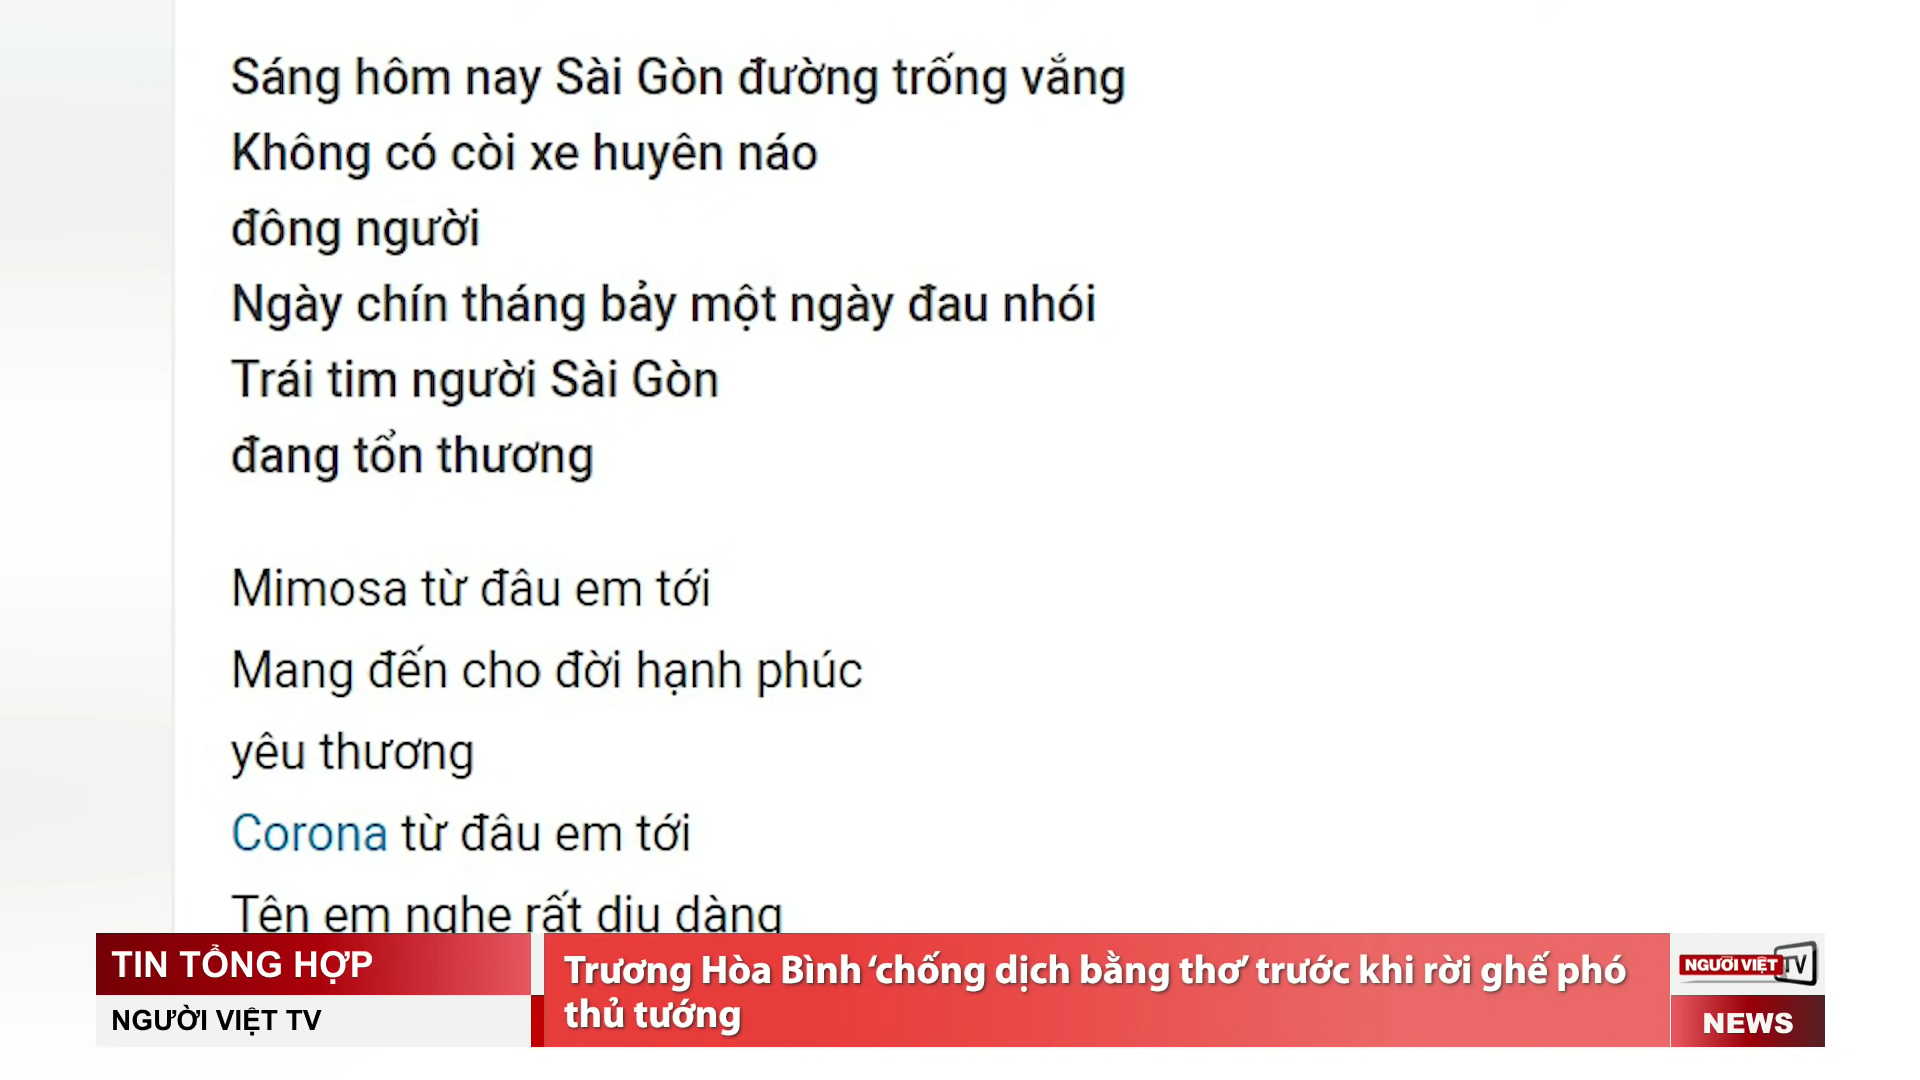 Sáng hôm nay Sài Gòn đường trống vắng
Không có còi xe huyên náo
đông người
Ngày chín tháng bảy một ngày đau nhói
Trái tim người Sài Gòn
đang tổn thương
Mimosa từ đâu em tới
Mang đến cho đời hạnh phúc
yêu thương
Corona từ đâu em tới
Tên em nghe rất dịu dàng
TIN TỔNG HỢP
NGƯỜI VIỆT TV
Trương Hòa Bình ‘chống dịch bằng thơ’ trước khi rời ghế phó
thủ tướng
NGƯỜI VIỆT TV
NEWS